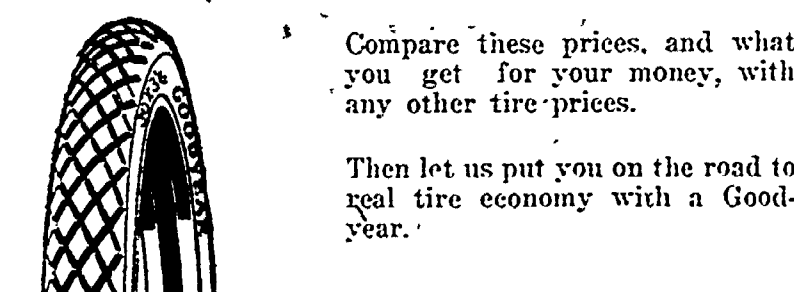 Compare these prices, and what
you get for your money, with
any other tire prices.
Then let us put you on the road to
real tire economy with a Good-
year.
GOODYEAR